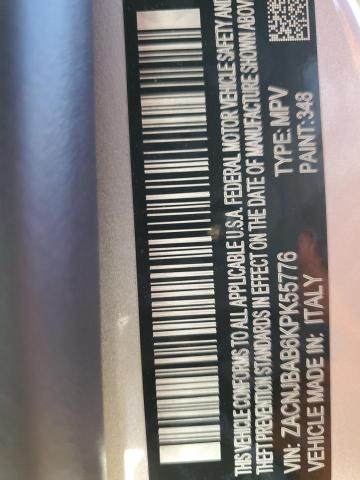 VEHICLE CONFORMS TO ALL APPLICABLE U.S.A. FEDERAL MOTOR VEHICLE SAFETY AND
THEFT PREVENTION STANDARDS IN EFFECT ON THE DATE OF MANUFACTURE SHOWN ABOVE
VIN: ZACNJBAB6KPK55776 TYPE: MPV
VEHICLE MADE IN: ITALY PAINT: 348